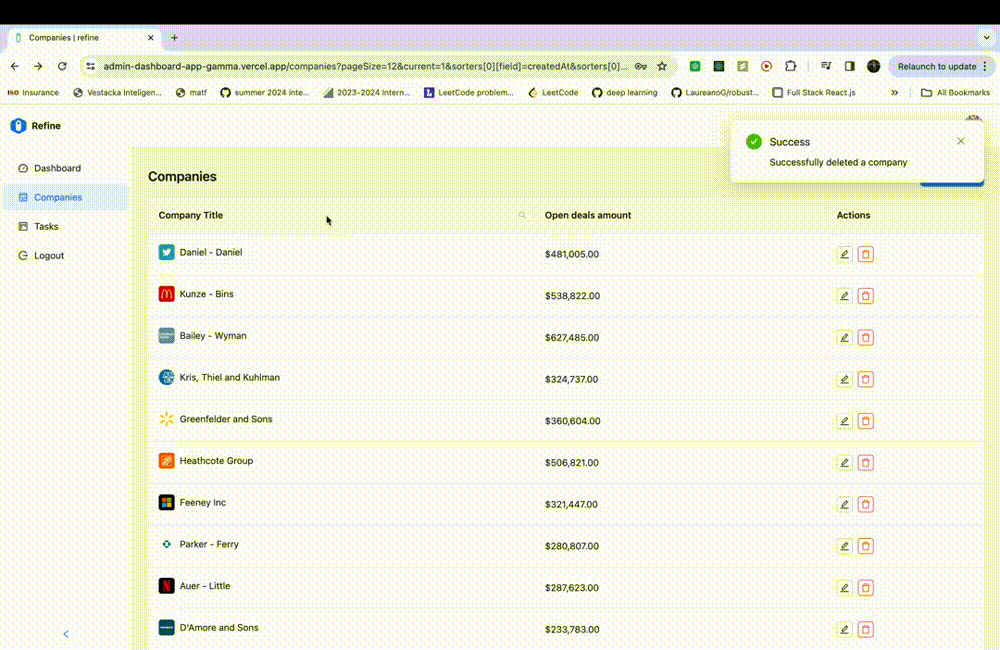 Companies | refine
admin-dashboard-app-gamma.vercel.app/companies?pageSize=12&current=1&sorters[0][field]=createdAt&sorters[0]...
Relaunch to update
ISO Insurance
Vestacka Inteligen...
matf
summer 2024 inte...
2023-2024 Intern...
LeetCode problem...
LeetCode
deep learning
LaureanoG/robust...
Full Stack React.js
»
All Bookmarks
Refine
Success
Successfully deleted a company
Dashboard
Companies
Tasks
Logout
Companies
Company Title Open deals amount Actions
Daniel - Daniel $481,005.00
Kunze - Bins $538,822.00
Bailey - Wyman $627,485.00
Kris, Thiel and Kuhlman $324,737.00
Greenfelder and Sons $360,604.00
Heathcote Group $506,821.00
Feeney Inc $321,447.00
Parker - Ferry $280,807.00
Auer - Little $287,623.00
D'Amore and Sons $233,783.00